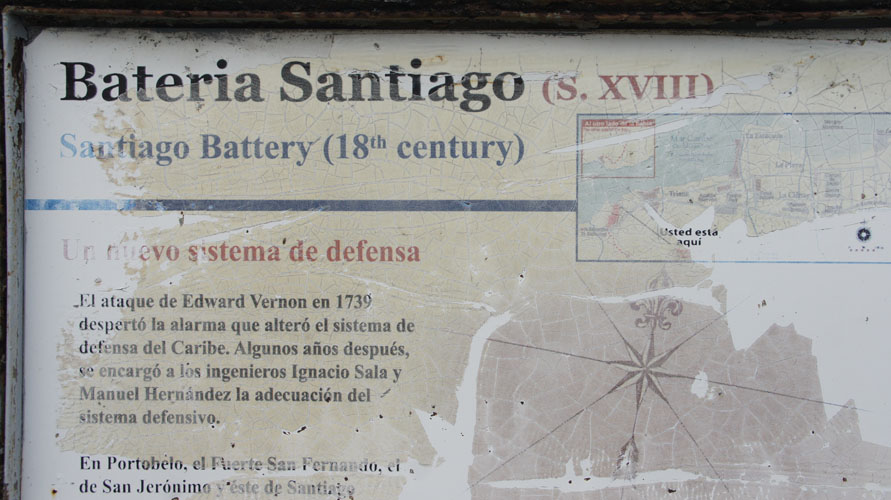 Bateria Santiago (S. XVIII)
Santiago Battery (18th century)
Usted está
aquí
Un nuevo sistema de defensa
El ataque de Edward Vernon en 1739
despertó la alarma que alteró el sistema de
defensa del Caribe. Algunos años después,
se encargó a los ingenieros Ignacio Sala y
Manuel Hernández la adecuación del
sistema defensivo.
En Portobelo, el Fuerte San Fernando, el
de San Jerónimo y éste de Santiago